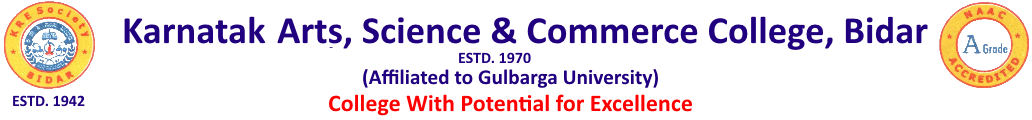 KRE Society
BIDAR
ESTD. 1942
Karnatak Arts, Science & Commerce College, Bidar
ESTD. 1970
(Affiliated to Gulbarga University)
College With Potential for Excellence
NAAC
A Grade
ACCREDITED